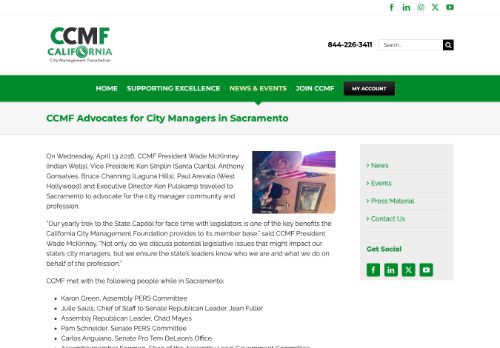 CCMF
CALIFORNIA
City Management Foundation
844-226-3411
Search...
HOME SUPPORTING EXCELLENCE NEWS & EVENTS JOIN CCMF MY ACCOUNT
CCMF Advocates for City Managers in Sacramento
On Wednesday, April 13 2016, CCMF President Wade McKinney
(Indian Wells), Vice President Ken Striplin (Santa Clarita), Anthony
Gonsalves, Bruce Channing (Laguna Hills), Paul Arevalo (West
Hollywood) and Executive Director Ken Pulskamp traveled to
Sacramento to advocate for the city manager community and
profession.
"Our yearly trek to the State Capitol for face time with legislators is one of the key benefits the
California City Management Foundation provides to its member base," said CCMF President
Wade McKinney. "Not only do we discuss potential legislative issues that might impact our
state's city managers, but we ensure the state's leaders know who we are and what we do on
behalf of the profession."
CCMF met with the following people while in Sacramento:
• Karon Green, Assembly PERS Committee
• Julie Sauls, Chief of Staff to Senate Republican Leader, Jean Fuller
• Assembly Republican Leader, Chad Mayes
• Pam Schneider, Senate PERS Committee
• Carlos Anguiano, Senate Pro Tem DeLeon's Office
> News
> Events
> Press Material
> Contact Us
Get Social